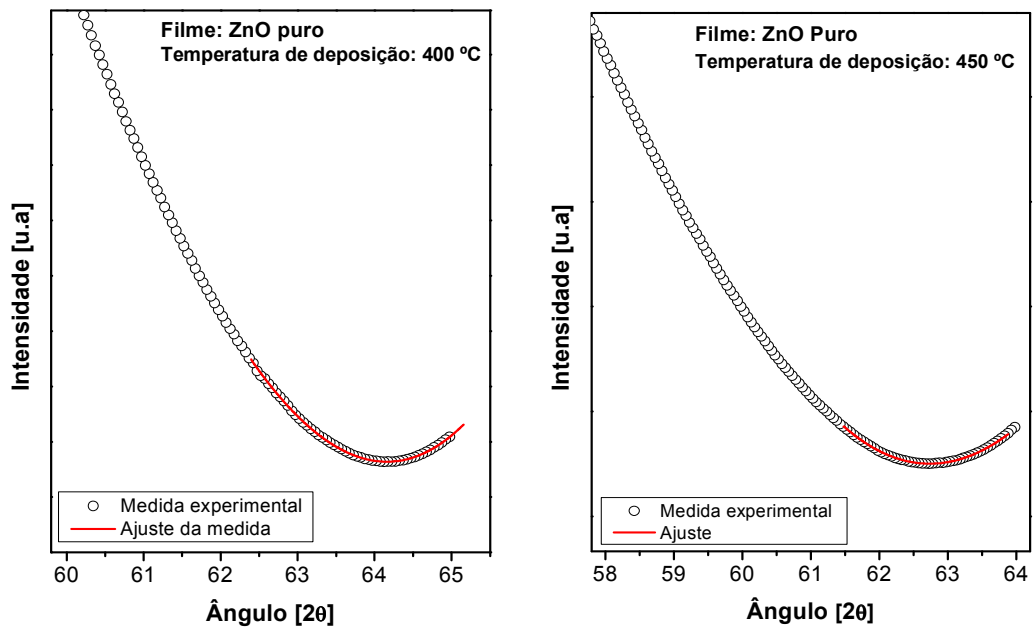 Filme: ZnO puro
Temperatura de deposição: 400 ºC
Intensidade [u.a]
Medida experimental
Ajuste da medida
60 61 62 63 64 65
Ângulo [2θ]
Filme: ZnO Puro
Temperatura de deposição: 450 ºC
Intensidade [u.a]
Medida experimental
Ajuste
58 59 60 61 62 63 64
Ângulo [2θ]